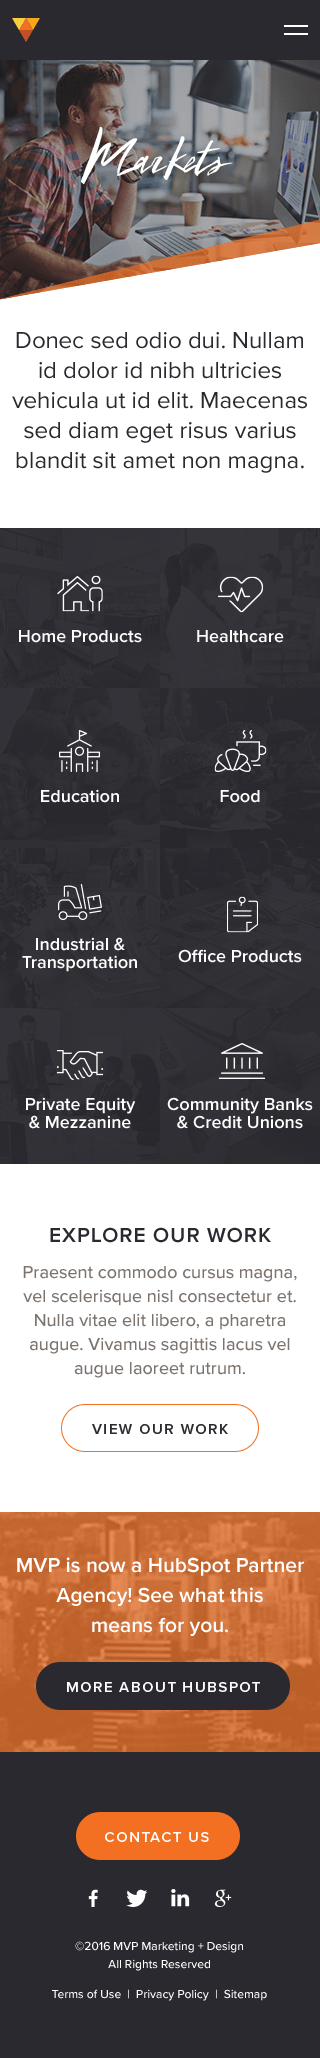 Markets
Donec sed odio dui. Nullam
id dolor id nibh ultricies
vehicula ut id elit. Maecenas
sed diam eget risus varius
blandit sit amet non magna.
Home Products
Healthcare
Education
Food
Industrial &
Transportation
Office Products
Private Equity
& Mezzanine
Community Banks
& Credit Unions
EXPLORE OUR WORK
Praesent commodo cursus magna,
vel scelerisque nisl consectetur et.
Nulla vitae elit libero, a pharetra
augue. Vivamus sagittis lacus vel
augue laoreet rutrum.
VIEW OUR WORK
MVP is now a HubSpot Partner
Agency! See what this
means for you.
MORE ABOUT HUBSPOT
CONTACT US
©2016 MVP Marketing + Design
All Rights Reserved
Terms of Use | Privacy Policy | Sitemap